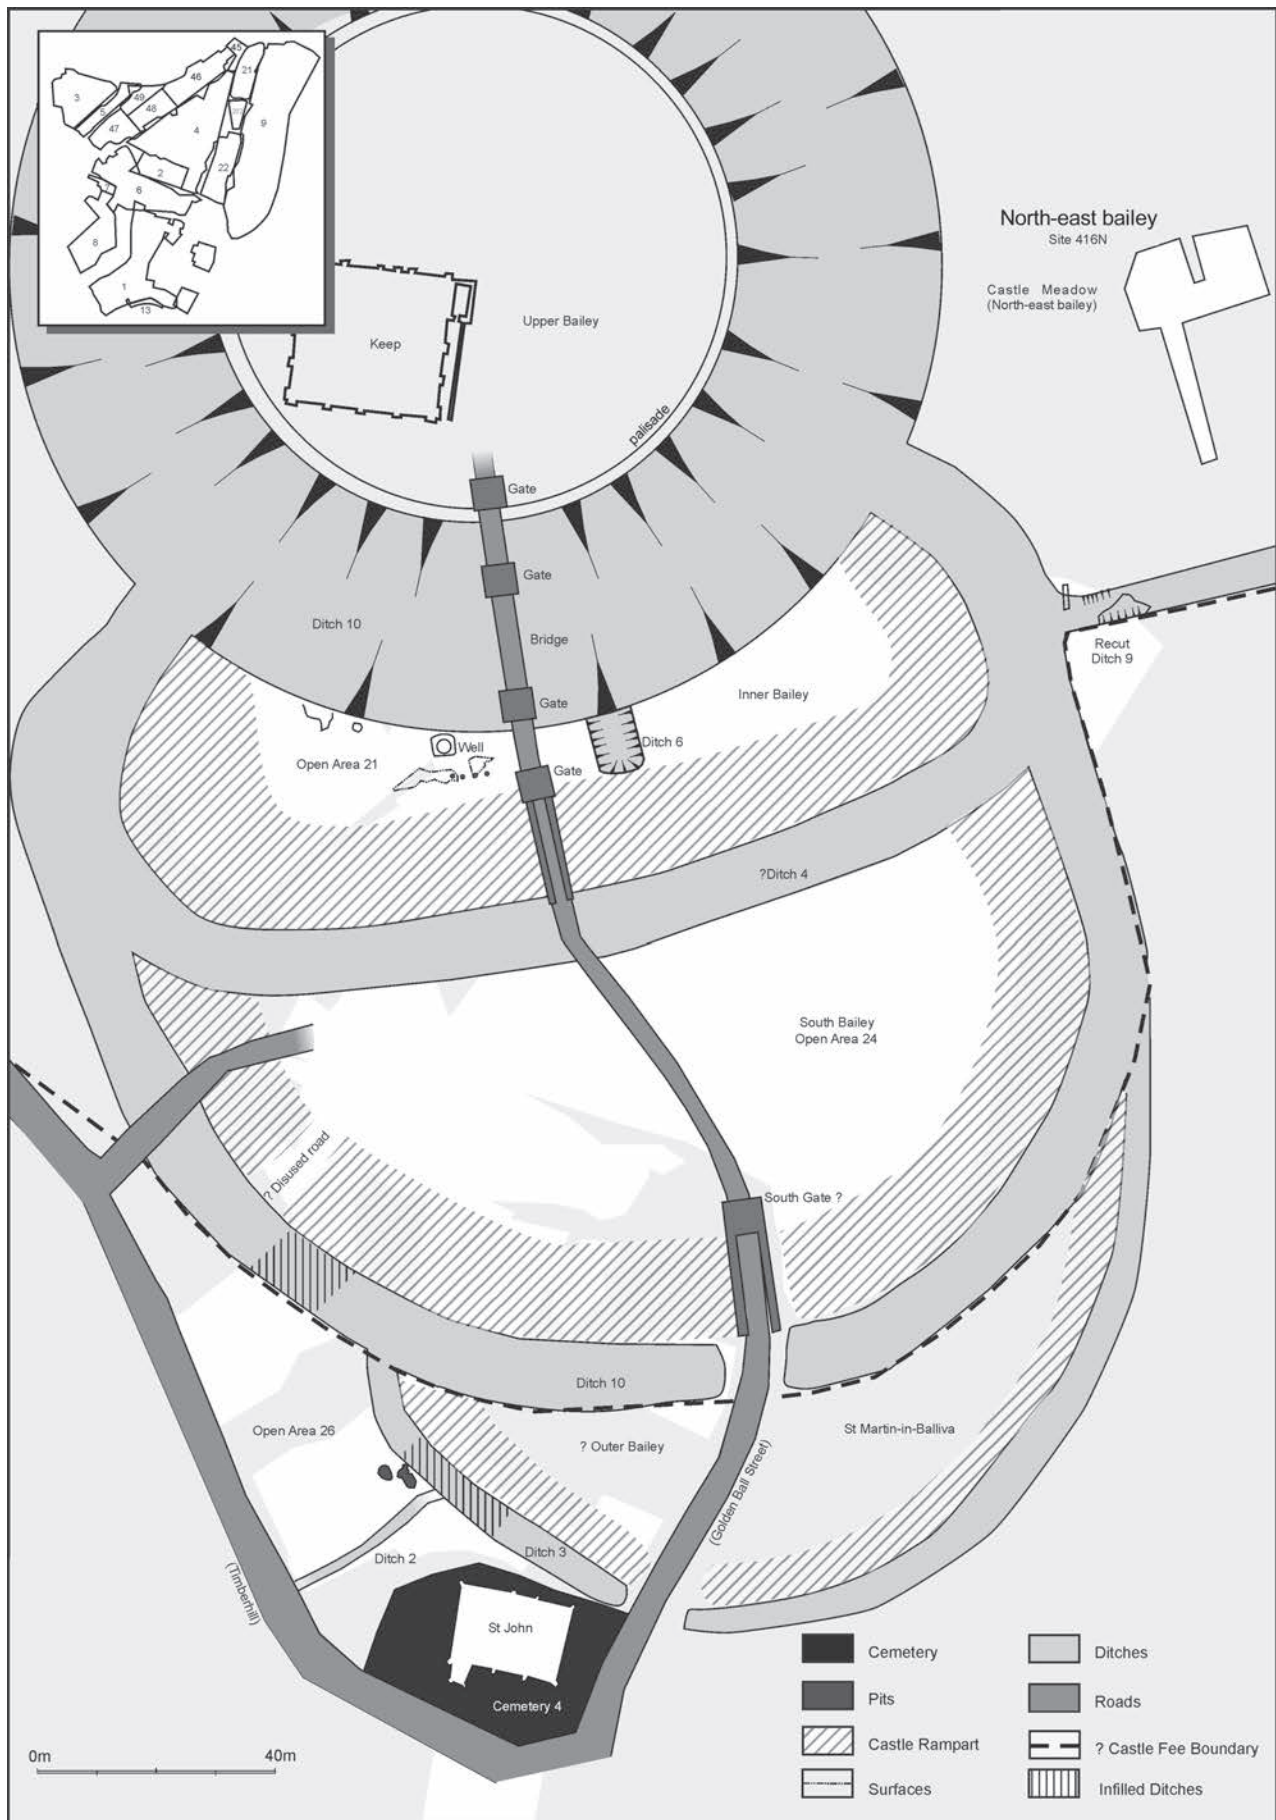 45
21
46
3
49
5
48
9
47
4
2
22
7
6
8
1
13
North-east bailey
Site 416N
Castle Meadow
(North-east bailey)
Upper Bailey
Keep
palisade
Gate
Gate
Ditch 10
Bridge
Recut
Ditch 9
Inner Bailey
Gate
Ditch 6
Well
Open Area 21
Gate
?Ditch 4
South Bailey
Open Area 24
? Disused road
South Gate ?
Ditch 10
Open Area 26
? Outer Bailey
St Martin-in-Balliva
(Golden Ball Street)
Ditch 2
Ditch 3
(Timberhill)
St John
Cemetery 4
Cemetery
Ditches
Pits
Roads
Castle Rampart
? Castle Fee Boundary
Surfaces
Infilled Ditches
0m
40m